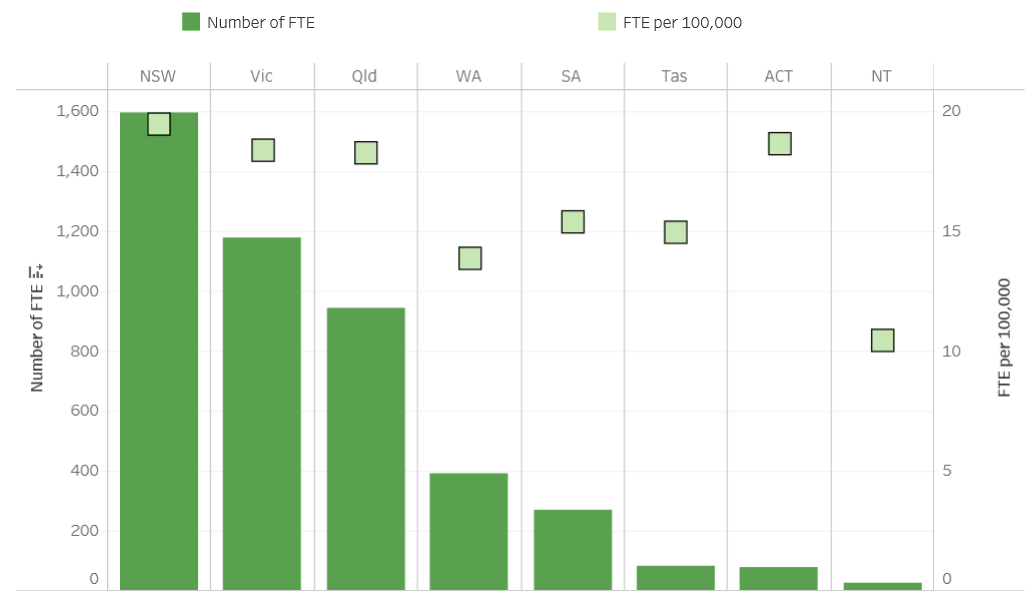 Number of FTE
FTE per 100,000
NSW Vic Qld WA SA Tas ACT NT
1,600 20
1,400
1,200 15
1,000
800 10
600
400 5
200
0 0
Number of FTE
FTE per 100,000